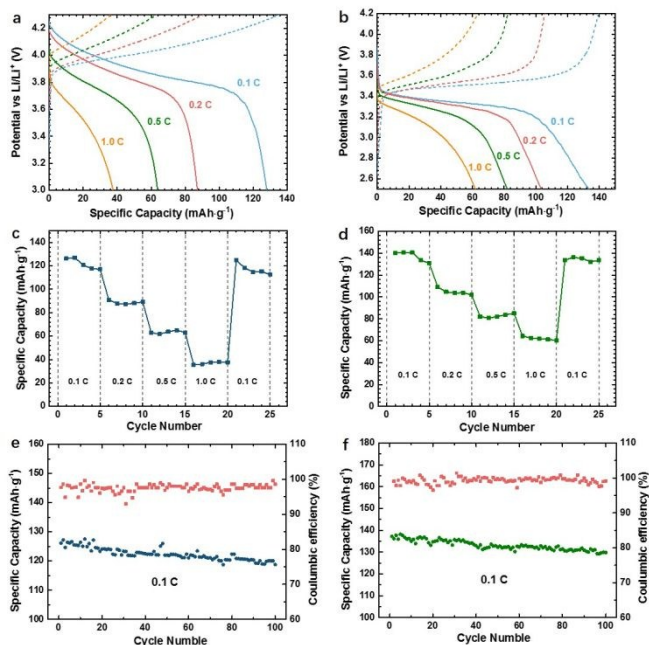 a
Potential vs Li/Li⁺ (V)
4.2
4.0
3.8
3.6
3.4
3.2
3.0
0.1 C
0.2 C
0.5 C
1.0 C
0 20 40 60 80 100 120 140
Specific Capacity (mAh·g⁻¹)
b
Potential vs Li/Li⁺ (V)
4.2
4.0
3.8
3.6
3.4
3.2
3.0
2.8
2.6
0.1 C
0.2 C
0.5 C
1.0 C
0 30 60 90 120 150
Specific Capacity (mAh·g⁻¹)
c
Specific Capacity (mAh·g⁻¹)
140
120
100
80
60
40
20
0
0.1 C 0.2 C 0.5 C 1.0 C 0.1 C
0 5 10 15 20 25
Cycle Number
d
Specific Capacity (mAh·g⁻¹)
160
140
120
100
80
60
40
20
0
0.1 C 0.2 C 0.5 C 1.0 C 0.1 C
0 5 10 15 20 25
Cycle Number
e
Specific Capacity (mAh·g⁻¹)
160
150
140
130
120
110
100
0.1 C
110
100
90
80
70
60
Coulumbic efficiency (%)
0 20 40 60 80 100
Cycle Numble
f
Specific Capacity (mAh·g⁻¹)
180
170
160
150
140
130
120
110
100
0.1 C
110
100
90
80
70
60
Coulumbic efficiency (%)
0 20 40 60 80 100
Cycle Numble